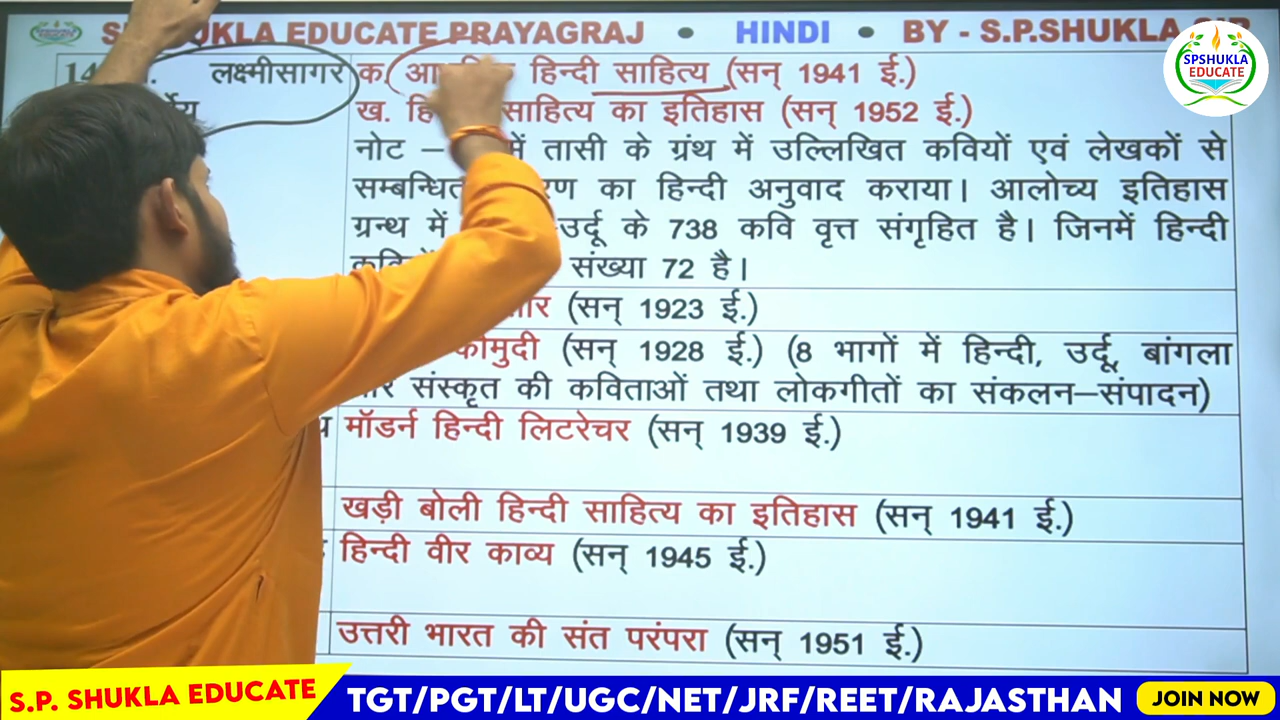 SHUKLA EDUCATE PRAYAGRAJ • HINDI • BY - S.P.SHUKLA
SPSHUKLA
EDUCATE
लक्ष्मीसागर क. हिन्दी साहित्य (सन् 1941 ई.)
ख. साहित्य का इतिहास (सन् 1952 ई.)
नोट – में तासी के ग्रंथ में उल्लिखित कवियों एवं लेखकों से
सम्बन्धित का हिन्दी अनुवाद कराया। आलोच्य इतिहास
ग्रन्थ में –उर्दू के 738 कवि वृत्त संगृहित है। जिनमें हिन्दी
संख्या 72 है।
(सन् 1923 ई.)
कौमुदी (सन् 1928 ई.) (8 भागों में हिन्दी, उर्दू, बांगला
संस्कृत की कविताओं तथा लोकगीतों का संकलन–संपादन)
मॉडर्न हिन्दी लिटरेचर (सन् 1939 ई.)
खड़ी बोली हिन्दी साहित्य का इतिहास (सन् 1941 ई.)
हिन्दी वीर काव्य (सन् 1945 ई.)
उत्तरी भारत की संत परंपरा (सन् 1951 ई.)
S.P. SHUKLA EDUCATE
TGT/PGT/LT/UGC/NET/JRF/REET/RAJASTHAN
JOIN NOW